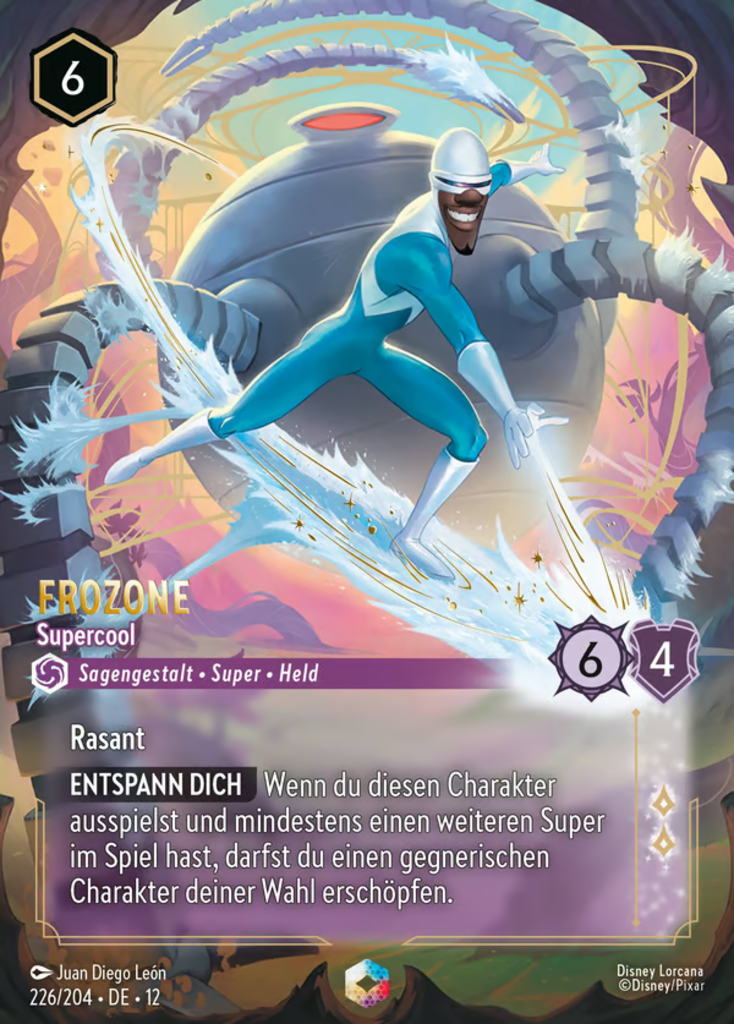 6
FROZONE
Supercool
Sagengestalt • Super • Held
6 4
Rasant
ENTSPANN DICH Wenn du diesen Charakter
ausspielst und mindestens einen weiteren Super
im Spiel hast, darfst du einen gegnerischen
Charakter deiner Wahl erschöpfen.
Juan Diego León
226/204 • DE • 12
Disney Lorcana
©Disney/Pixar